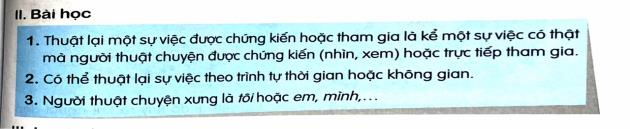 II. Bài học
1. Thuật lại một sự việc được chứng kiến hoặc tham gia là kể một sự việc có thật
mà người thuật chuyện được chứng kiến (nhìn, xem) hoặc trực tiếp tham gia.
2. Có thể thuật lại sự việc theo trình tự thời gian hoặc không gian.
3. Người thuật chuyện xưng là tôi hoặc em, mình,...